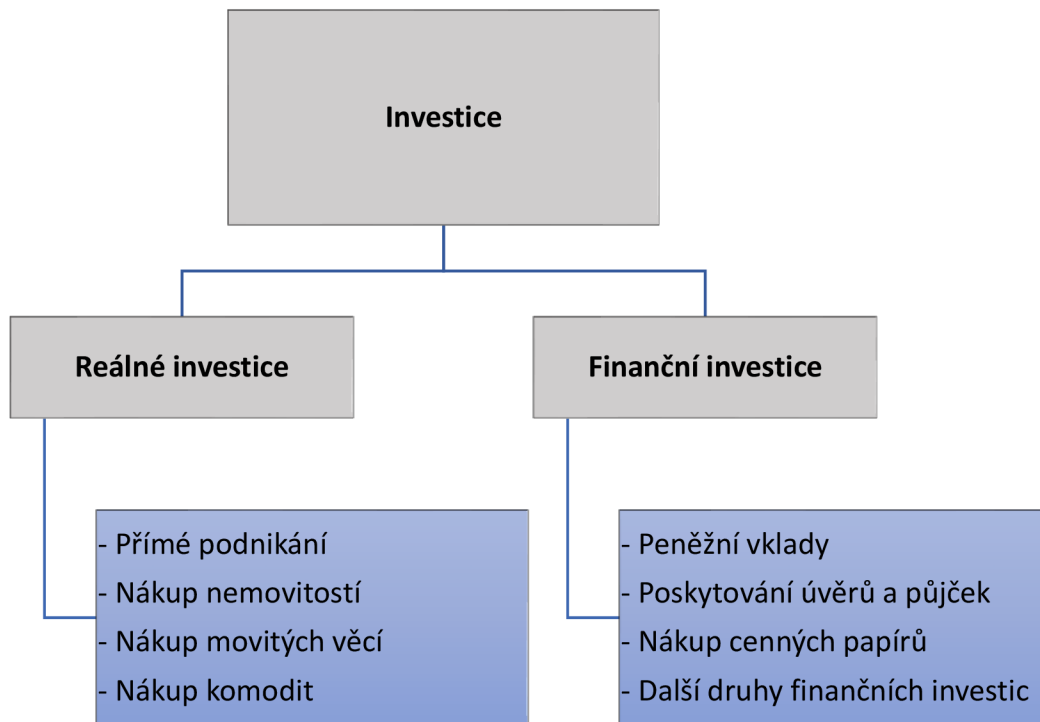 Investice
Reálné investice
Finanční investice
- Přímé podnikání
- Nákup nemovitostí
- Nákup movitých věcí
- Nákup komodit
- Peněžní vklady
- Poskytování úvěrů a půjček
- Nákup cenných papírů
- Další druhy finančních investic